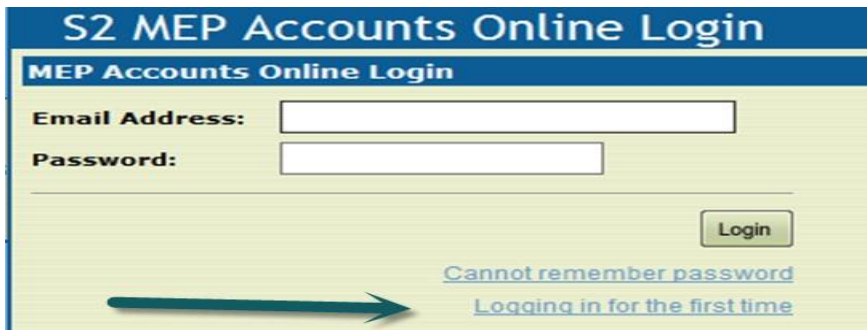 S2 MEP Accounts Online Login
MEP Accounts Online Login
Email Address:
Password:
Login
Cannot remember password
Logging in for the first time